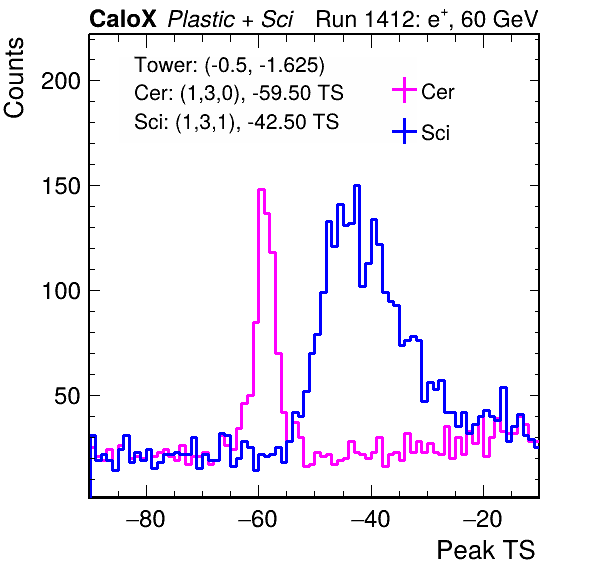 CaloX Plastic + Sci Run 1412: e+, 60 GeV
Counts
Tower: (-0.5, -1.625)
Cer: (1,3,0), -59.50 TS
Sci: (1,3,1), -42.50 TS
Cer
Sci
200
150
100
50
−80 −60 −40 −20
Peak TS